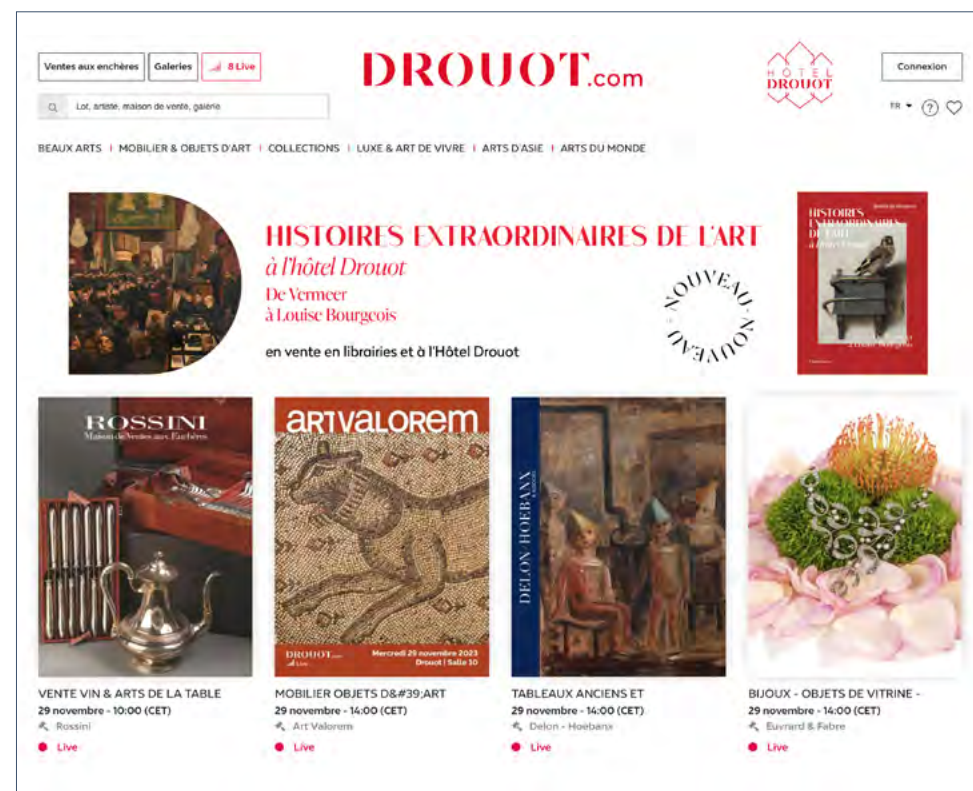 Ventes aux enchères
Galeries
8 Live
DROUOT.com
HÔTEL
DROUOT
Connexion
Lot, artiste, maison de vente, galerie
FR
?
BEAUX ARTS | MOBILIER & OBJETS D'ART | COLLECTIONS | LUXE & ART DE VIVRE | ARTS D'ASIE | ARTS DU MONDE
HISTOIRES EXTRAORDINAIRES DE L'ART
à l'hôtel Drouot
De Vermeer
à Louise Bourgeois
en vente en librairies et à l'Hôtel Drouot
NOUVEAU · NOUVEAU
HISTOIRES
EXTRAORDINAIRES
DE L'ART
à l'hôtel Drouot
à Louise Bourgeois
ROSSINI
Maison de Ventes aux Enchères
ARTVALOREM
DROUOT.com
Live
Mercredi 29 novembre 2023
Drouot | Salle 10
DELON-HOEBANX
VENTE VIN & ARTS DE LA TABLE
29 novembre - 10:00 (CET)
Rossini
Live
MOBILIER OBJETS D&#39;ART
29 novembre - 14:00 (CET)
Art Valorem
Live
TABLEAUX ANCIENS ET
29 novembre - 14:00 (CET)
Delon - Hoebanx
Live
BIJOUX - OBJETS DE VITRINE -
29 novembre - 14:00 (CET)
Euvrard & Fabre
Live